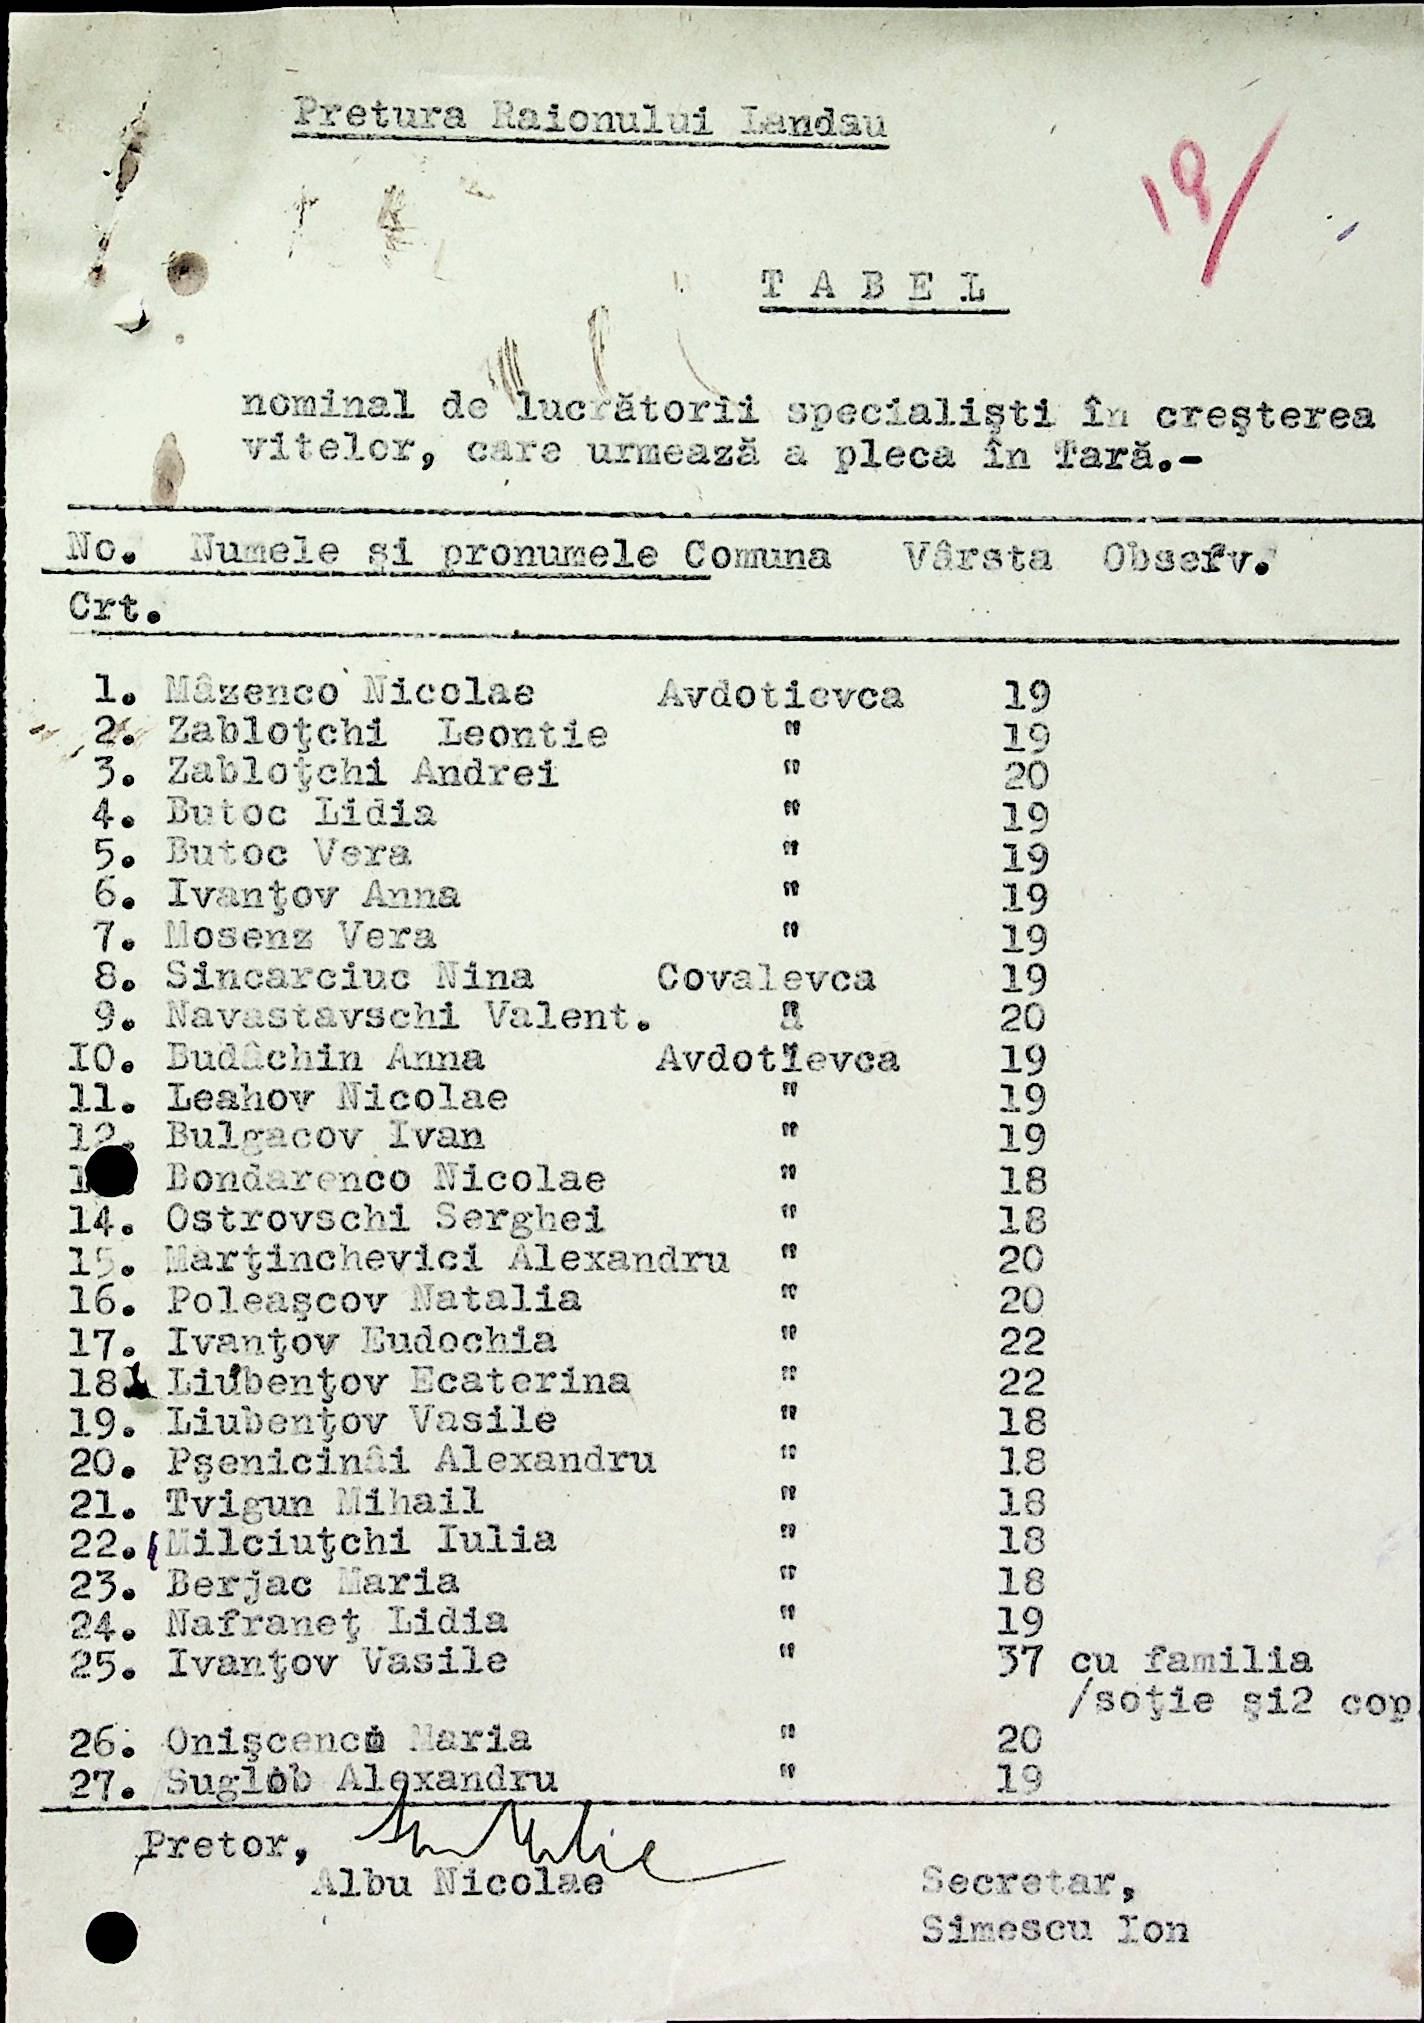 Pretura Raionului Landau
19/
T A B E L
nominal de lucrătorii specialişti în creşterea
vitelor, care urmează a pleca în Tară.-
No. Numele şi pronumele Comuna Vârsta Observ.
Crt.
1. Mâzenco Nicolae Avdotievca 19
2. Zabloţchi Leontie " 19
3. Zabloţchi Andrei " 20
4. Butoc Lidia " 19
5. Butoc Vera " 19
6. Ivanţov Anna " 19
7. Mosenz Vera " 19
8. Sincarciuc Nina Covalevca 19
9. Navastavschi Valent. " 20
10. Budâchin Anna Avdotievca 19
11. Leahov Nicolae " 19
12. Bulgacov Ivan " 19
1 Bondarenco Nicolae " 18
14. Ostrovschi Serghei " 18
15. Marţinchevici Alexandru " 20
16. Poleaşcov Natalia " 20
17. Ivanţov Eudochia " 22
18. Liubenţov Ecaterina " 22
19. Liubenţov Vasile " 18
20. Pşenicinâi Alexandru " 18
21. Tvigun Mihail " 18
22. Milciuţchi Iulia " 18
23. Berjac Maria " 18
24. Nafraneţ Lidia " 19
25. Ivanţov Vasile " 37 cu familia
/soţie şi2 cop.
26. Onişcenco Maria " 20
27. Suglob Alexandru " 19
Pretor,
Albu Nicolae
Secretar,
Simescu Ion